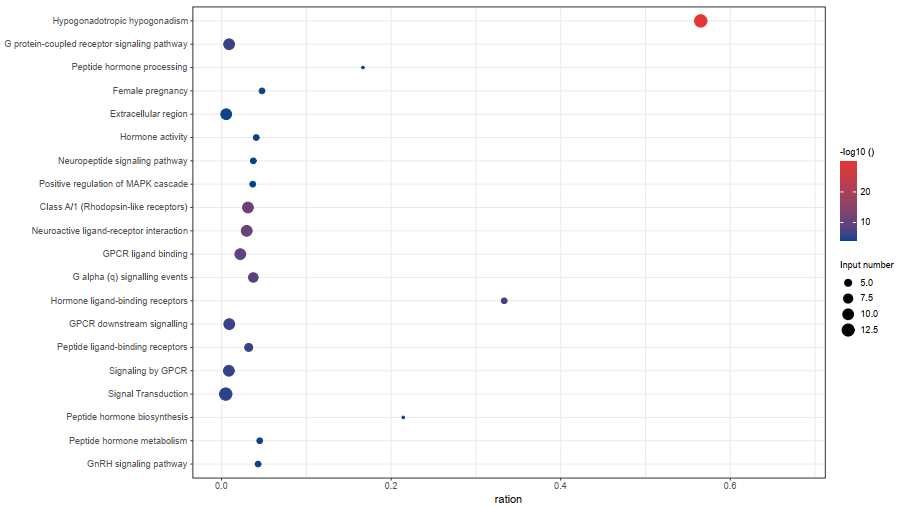 Hypogonadotropic hypogonadism
G protein-coupled receptor signaling pathway
Peptide hormone processing
Female pregnancy
Extracellular region
Hormone activity
Neuropeptide signaling pathway
Positive regulation of MAPK cascade
Class A/1 (Rhodopsin-like receptors)
Neuroactive ligand-receptor interaction
GPCR ligand binding
G alpha (q) signalling events
Hormone ligand-binding receptors
GPCR downstream signalling
Peptide ligand-binding receptors
Signaling by GPCR
Signal Transduction
Peptide hormone biosynthesis
Peptide hormone metabolism
GnRH signaling pathway
0.0 0.2 0.4 0.6
ration
-log10 ()
20
10
Input number
5.0
7.5
10.0
12.5